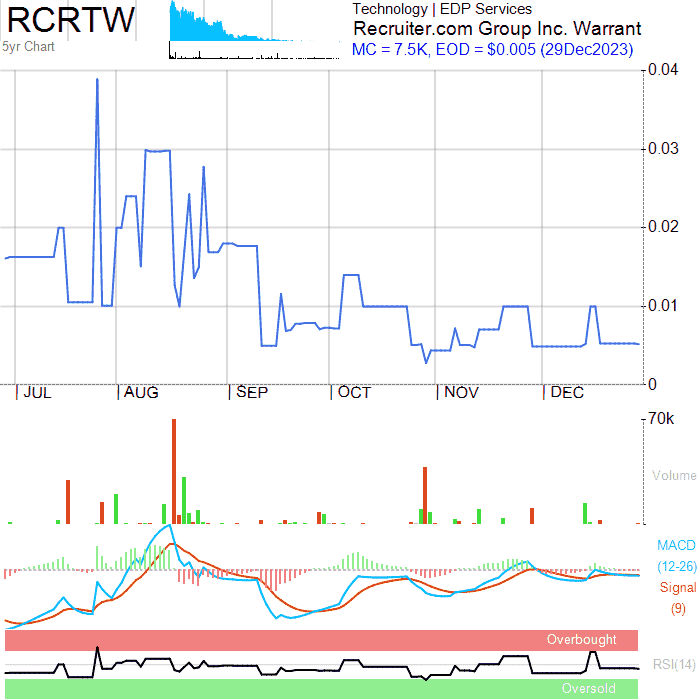 RCRTW
5yr Chart
Technology | EDP Services
Recruiter.com Group Inc. Warrant
MC = 7.5K, EOD = $0.005 (29Dec2023)
0.04
0.03
0.02
0.01
0
JUL AUG SEP OCT NOV DEC
70k
Volume
MACD
(12-26)
Signal
(9)
Overbought
RSI(14)
Oversold